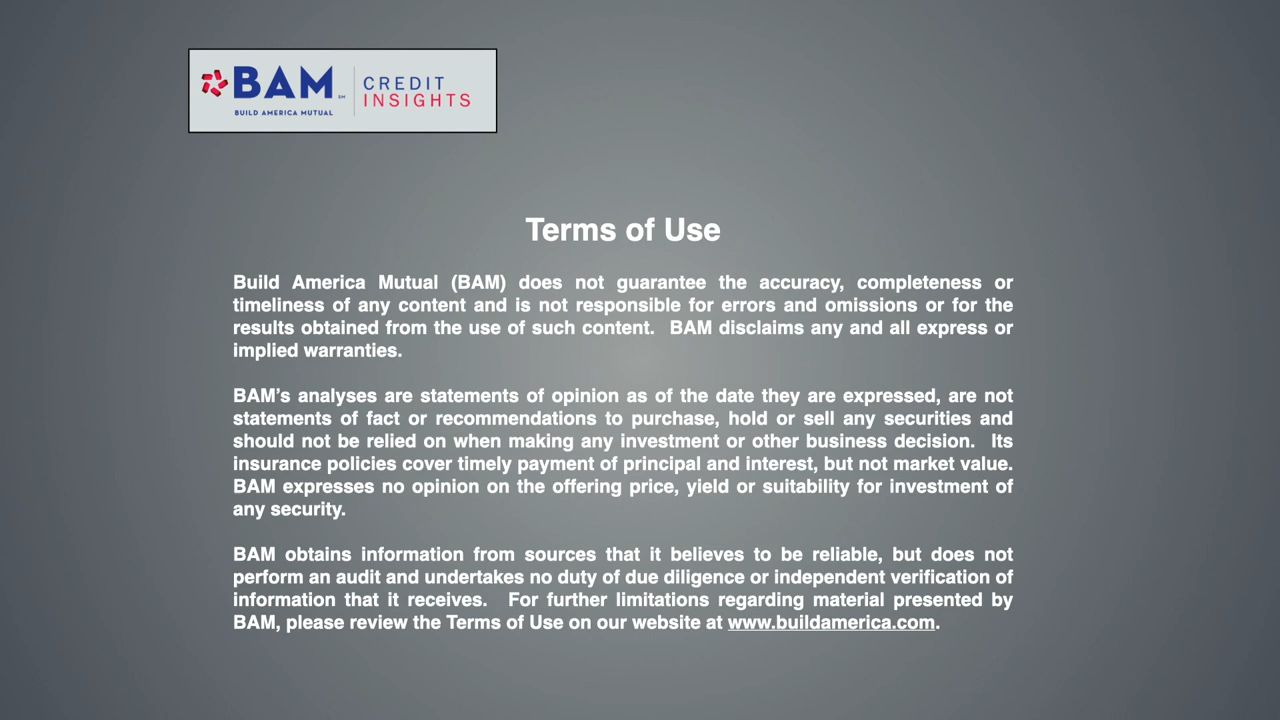 BAM SM
BUILD AMERICA MUTUAL
CREDIT
INSIGHTS
Terms of Use
Build America Mutual (BAM) does not guarantee the accuracy, completeness or
timeliness of any content and is not responsible for errors and omissions or for the
results obtained from the use of such content. BAM disclaims any and all express or
implied warranties.
BAM’s analyses are statements of opinion as of the date they are expressed, are not
statements of fact or recommendations to purchase, hold or sell any securities and
should not be relied on when making any investment or other business decision. Its
insurance policies cover timely payment of principal and interest, but not market value.
BAM expresses no opinion on the offering price, yield or suitability for investment of
any security.
BAM obtains information from sources that it believes to be reliable, but does not
perform an audit and undertakes no duty of due diligence or independent verification of
information that it receives. For further limitations regarding material presented by
BAM, please review the Terms of Use on our website at www.buildamerica.com.